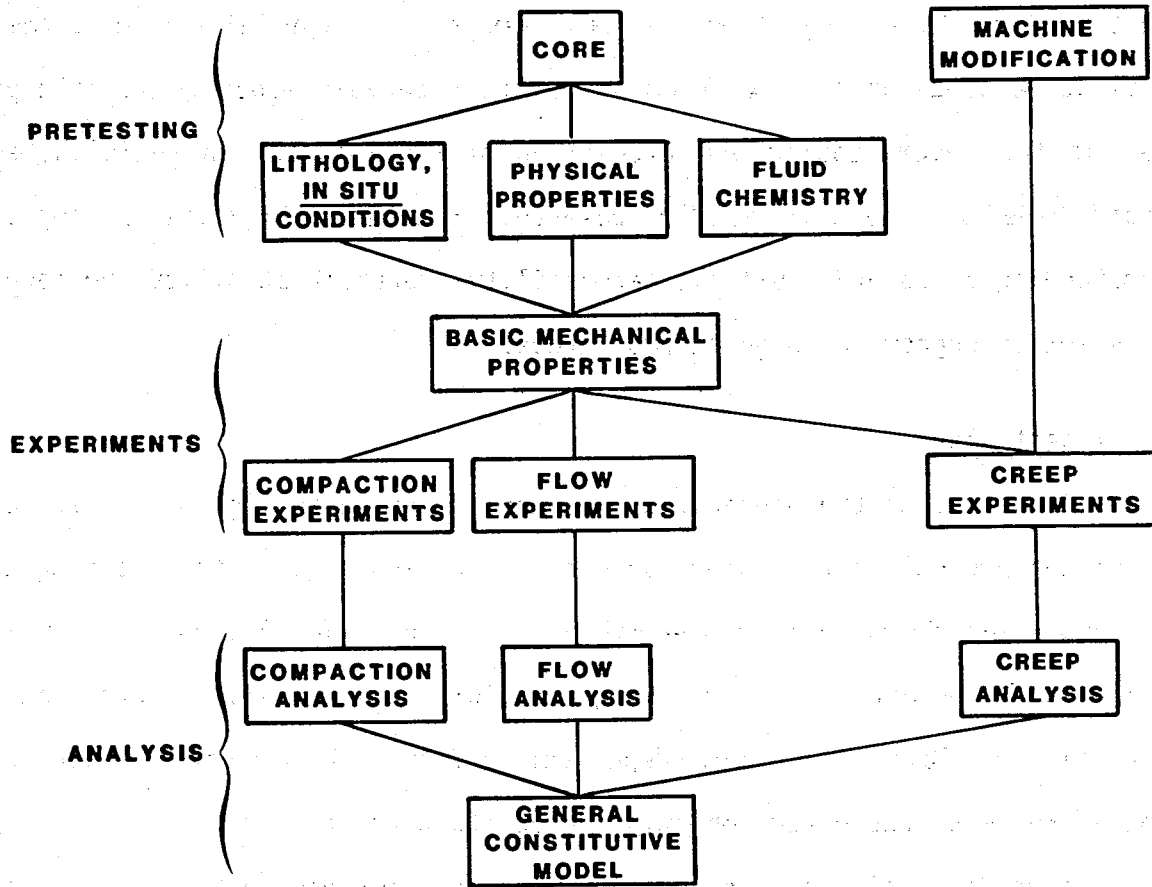 CORE
MACHINE
MODIFICATION
PRETESTING
LITHOLOGY,
IN SITU
CONDITIONS
PHYSICAL
PROPERTIES
FLUID
CHEMISTRY
BASIC MECHANICAL
PROPERTIES
EXPERIMENTS
COMPACTION
EXPERIMENTS
FLOW
EXPERIMENTS
CREEP
EXPERIMENTS
ANALYSIS
COMPACTION
ANALYSIS
FLOW
ANALYSIS
CREEP
ANALYSIS
GENERAL
CONSTITUTIVE
MODEL